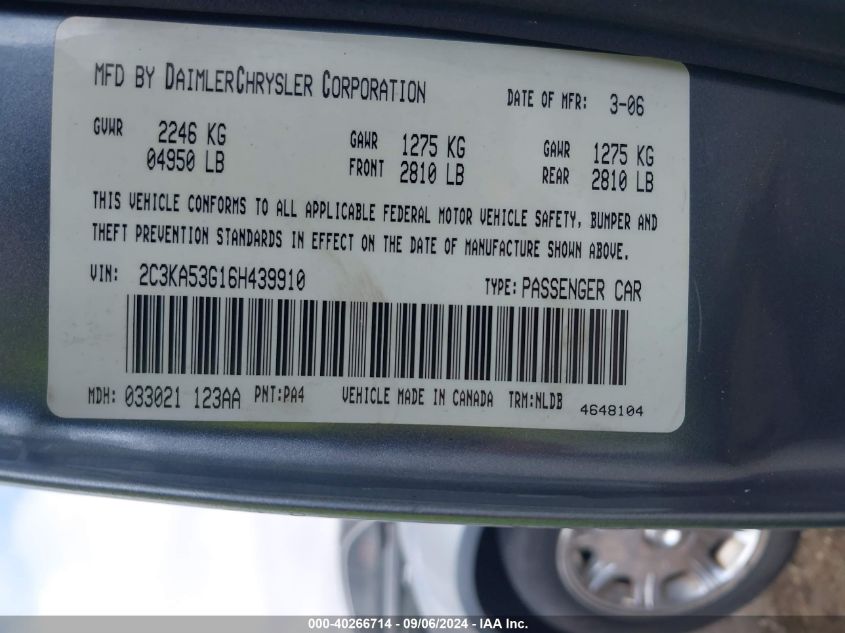 MFD BY DAIMLERCHRYSLER CORPORATION DATE OF MFR: 3-06
GVWR 2246 KG GAWR 1275 KG GAWR 1275 KG
04950 LB FRONT 2810 LB REAR 2810 LB
THIS VEHICLE CONFORMS TO ALL APPLICABLE FEDERAL MOTOR VEHICLE SAFETY, BUMPER AND
THEFT PREVENTION STANDARDS IN EFFECT ON THE DATE OF MANUFACTURE SHOWN ABOVE.
VIN: 2C3KA53G16H439910 TYPE: PASSENGER CAR
MDH: 033021 123AA PNT:PA4 VEHICLE MADE IN CANADA TRM:NLDB
4648104
000-40266714 - 09/06/2024 - IAA Inc.